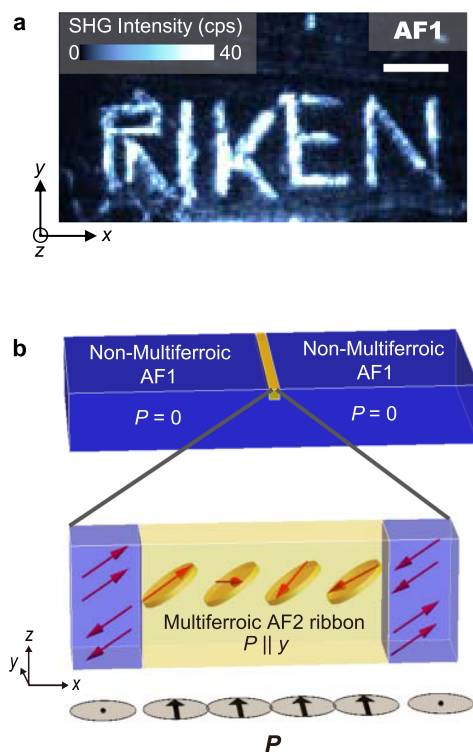 a
SHG Intensity (cps)
0 40
AF1
RIKEN
y
z x
b
Non-Multiferroic
AF1
P = 0
Non-Multiferroic
AF1
P = 0
Multiferroic AF2 ribbon
P || y
z
y
x
P